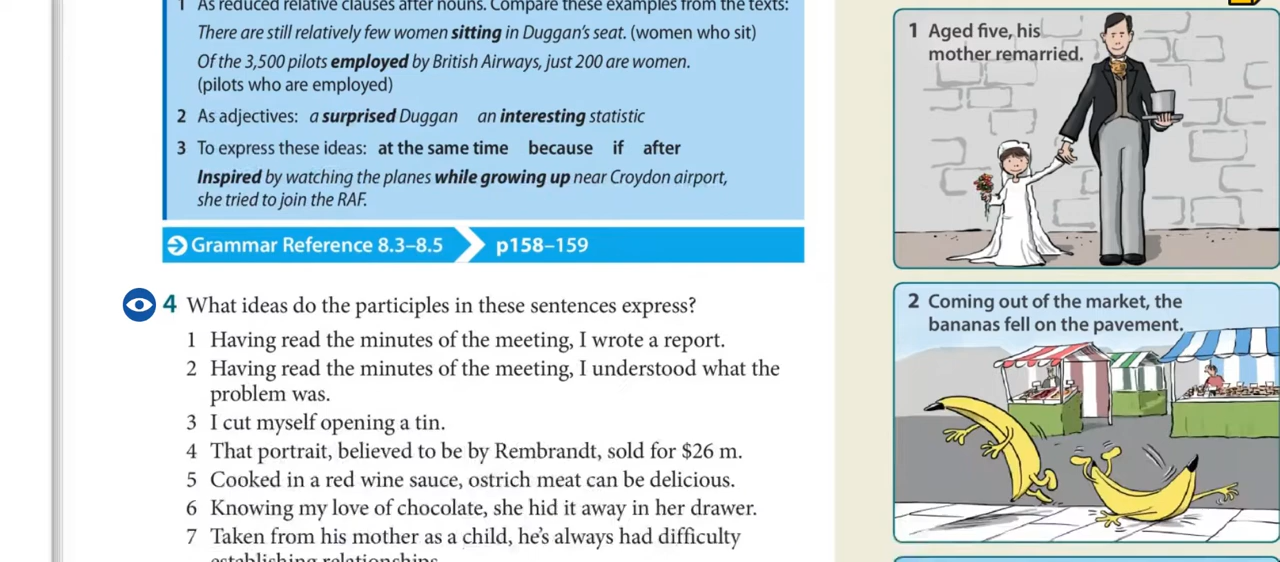 1 As reduced relative clauses after nouns. Compare these examples from the texts:
There are still relatively few women sitting in Duggan's seat. (women who sit)
Of the 3,500 pilots employed by British Airways, just 200 are women.
(pilots who are employed)
2 As adjectives: a surprised Duggan an interesting statistic
3 To express these ideas: at the same time because if after
Inspired by watching the planes while growing up near Croydon airport,
she tried to join the RAF.
Grammar Reference 8.3–8.5 p158–159
4 What ideas do the participles in these sentences express?
1 Having read the minutes of the meeting, I wrote a report.
2 Having read the minutes of the meeting, I understood what the
problem was.
3 I cut myself opening a tin.
4 That portrait, believed to be by Rembrandt, sold for $26 m.
5 Cooked in a red wine sauce, ostrich meat can be delicious.
6 Knowing my love of chocolate, she hid it away in her drawer.
7 Taken from his mother as a child, he's always had difficulty
establishing relationships.
1 Aged five, his
mother remarried.
2 Coming out of the market, the
bananas fell on the pavement.